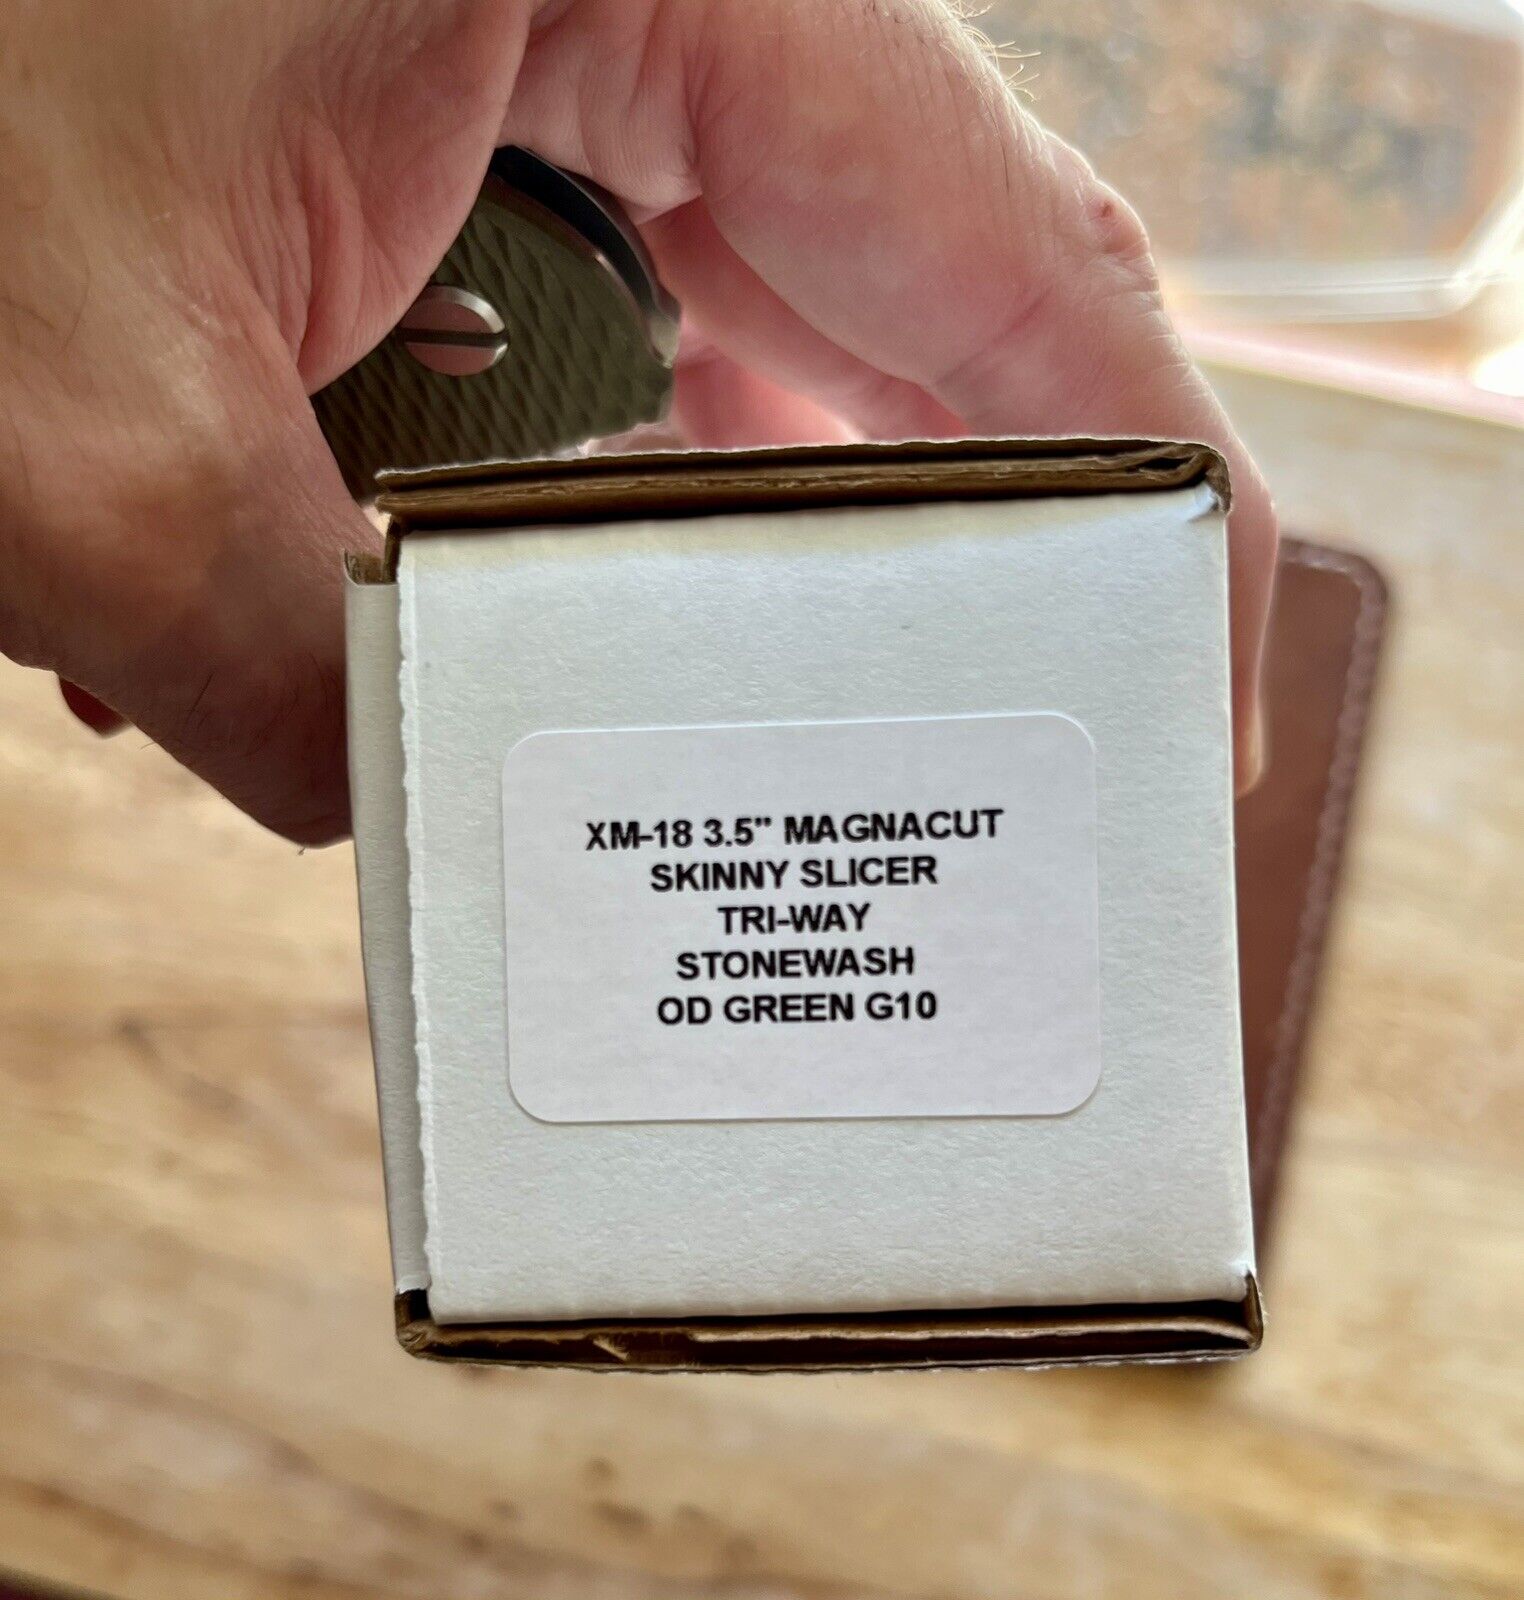 XM-18 3.5" MAGNACUT
SKINNY SLICER
TRI-WAY
STONEWASH
OD GREEN G10